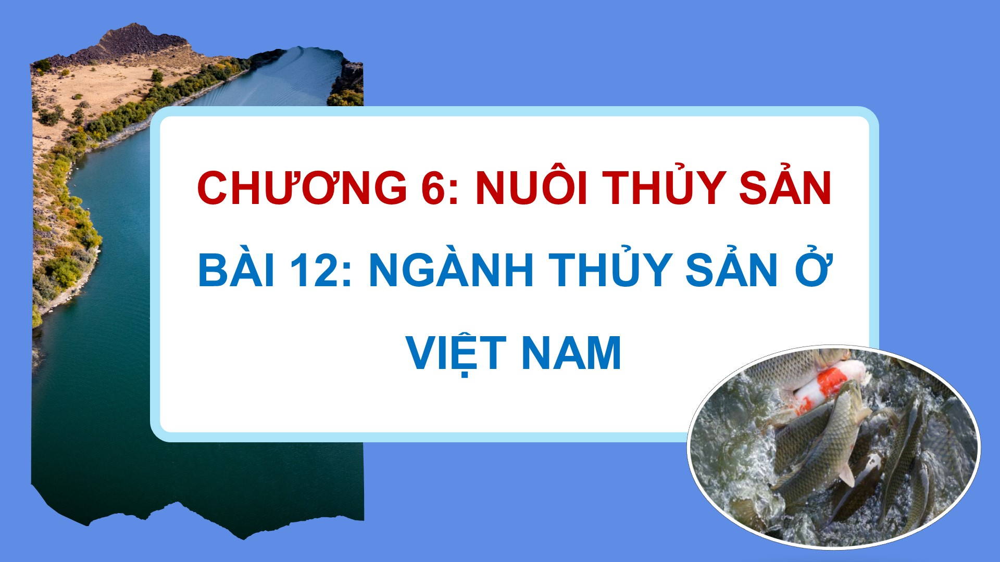 CHƯƠNG 6: NUÔI THỦY SẢN
BÀI 12: NGÀNH THỦY SẢN Ở
VIỆT NAM